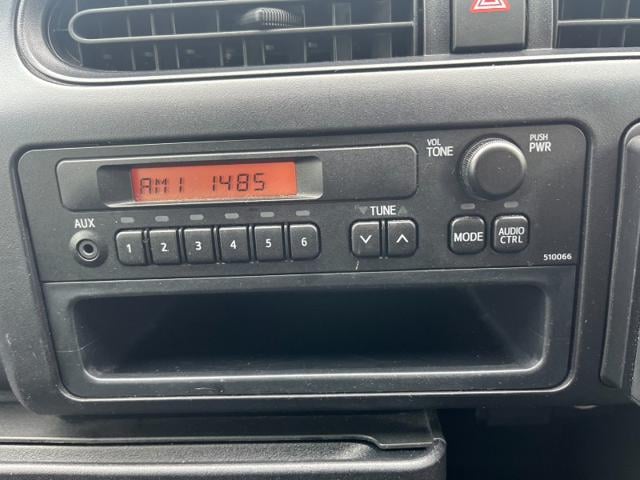 VOL
TONE
PUSH
PWR
AM1 1485
AUX
1 2 3 4 5 6
TUNE
MODE
AUDIO
CTRL
510066